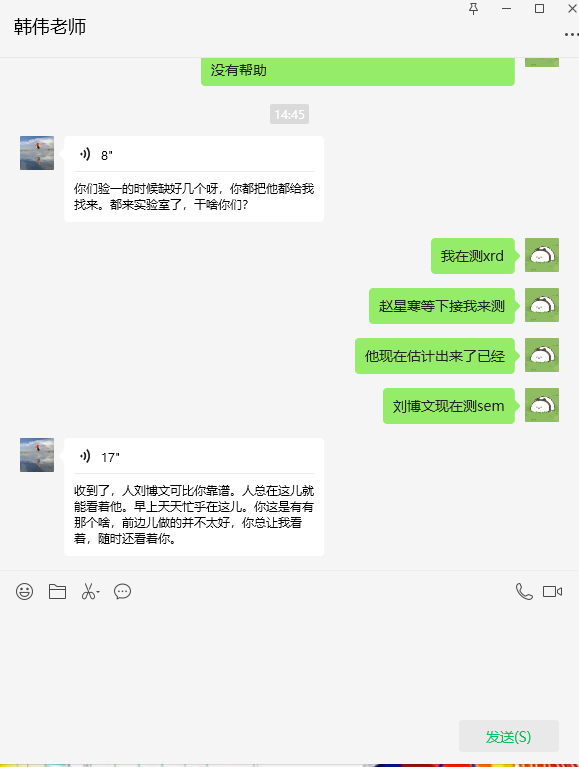 韩伟老师
没有帮助
14:45
8"
你们验一的时候缺好几个呀，你都把他都给我
找来。都来实验室了，干啥你们？
我在测xrd
赵星寒等下接我来测
他现在估计出来了已经
刘博文现在测sem
17"
收到了，人刘博文可比你靠谱。人总在这儿就
能看着他。早上天天忙乎在这儿。你这是有有
那个啥，前边儿做的并不太好，你总让我看
着，随时还看着你。
发送(S)